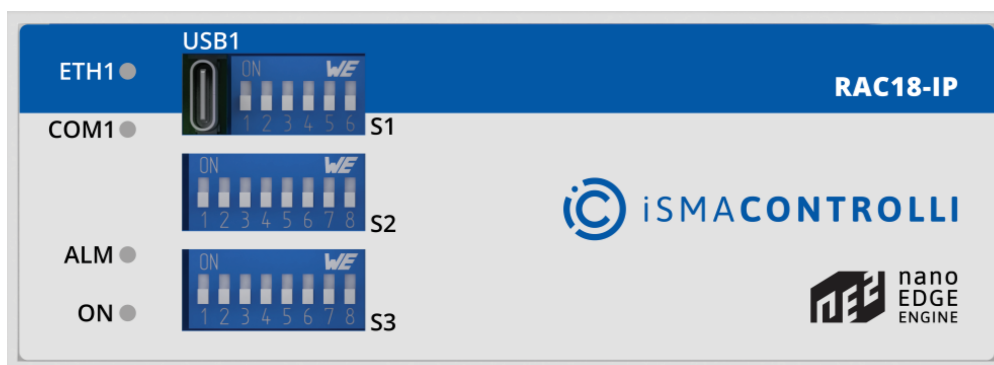 USB1
ETH1
ON WE
1 2 3 4 5 6
S1
RAC18-IP
COM1
ON WE
1 2 3 4 5 6 7 8
S2
iSMACONTROLLI
ALM
ON WE
1 2 3 4 5 6 7 8
S3
ON
nano
EDGE
ENGINE